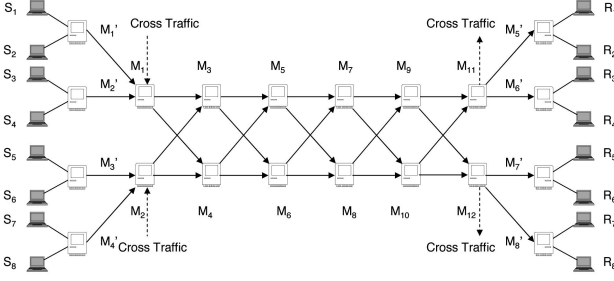 S1 R
M1' Cross Traffic Cross Traffic M5'
S2 R2
S3 M1 M3 M5 M7 M9 M11 R3
M2' M6'
S4 R4
S5 R5
M3' M7'
S6 R6
S7 M2 M4 M6 M8 M10 M12 R7
M4' Cross Traffic Cross Traffic M8'
S8 R8